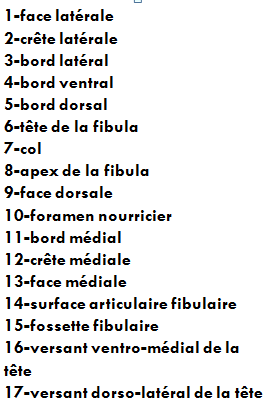 1-face latérale
2-crête latérale
3-bord latéral
4-bord ventral
5-bord dorsal
6-tête de la fibula
7-col
8-apex de la fibula
9-face dorsale
10-foramen nourricier
11-bord médial
12-crête médiale
13-face médiale
14-surface articulaire fibulaire
15-fossette fibulaire
16-versant ventro-médial de la
tête
17-versant dorso-latéral de la tête